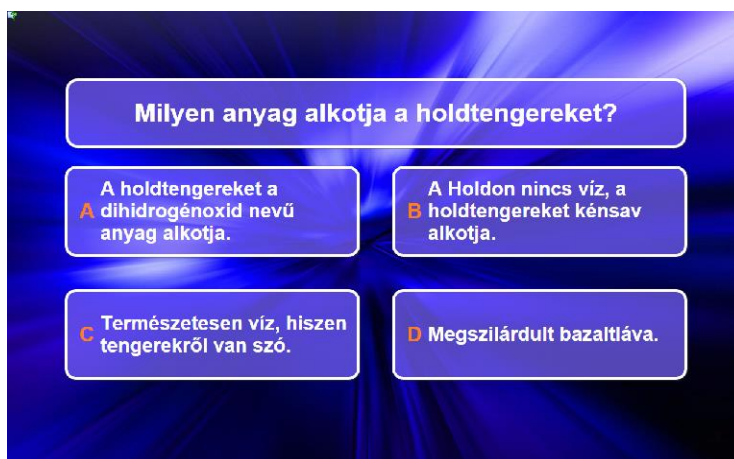 Milyen anyag alkotja a holdtengereket?
A
A holdtengereket a
dihidrogénoxid nevű
anyag alkotja.
B
A Holdon nincs víz, a
holdtengereket kénsav
alkotja.
C
Természetesen víz, hiszen
tengerekről van szó.
D Megszilárdult bazaltláva.